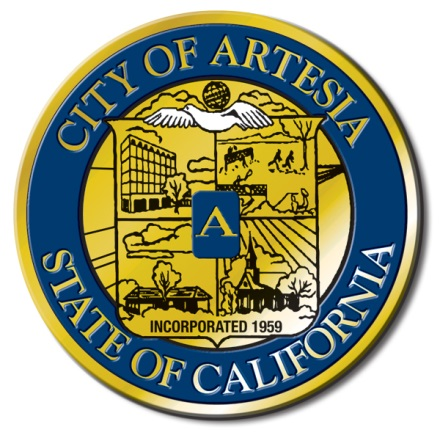 CITY OF ARTESIA
A
INCORPORATED 1959
STATE OF CALIFORNIA